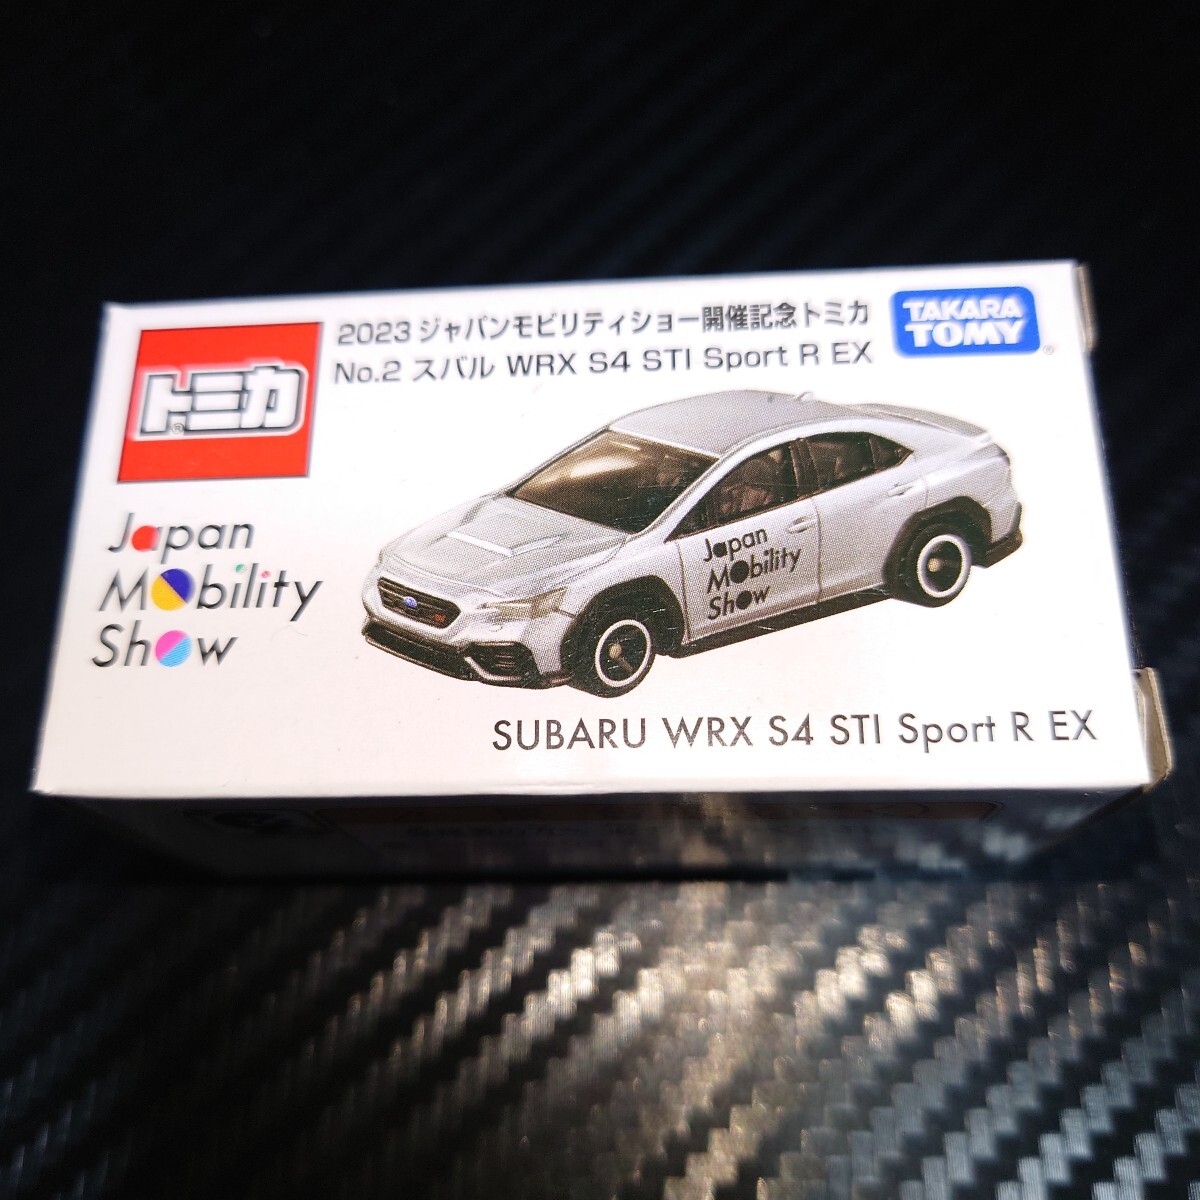 2023 ジャパンモビリティショー開催記念トミカ
No.2 スバル WRX S4 STI Sport R EX
TAKARA
TOMY
®
トミカ
®
Japan
Mobility
Show
Japan
Mobility
Show
SUBARU WRX S4 STI Sport R EX